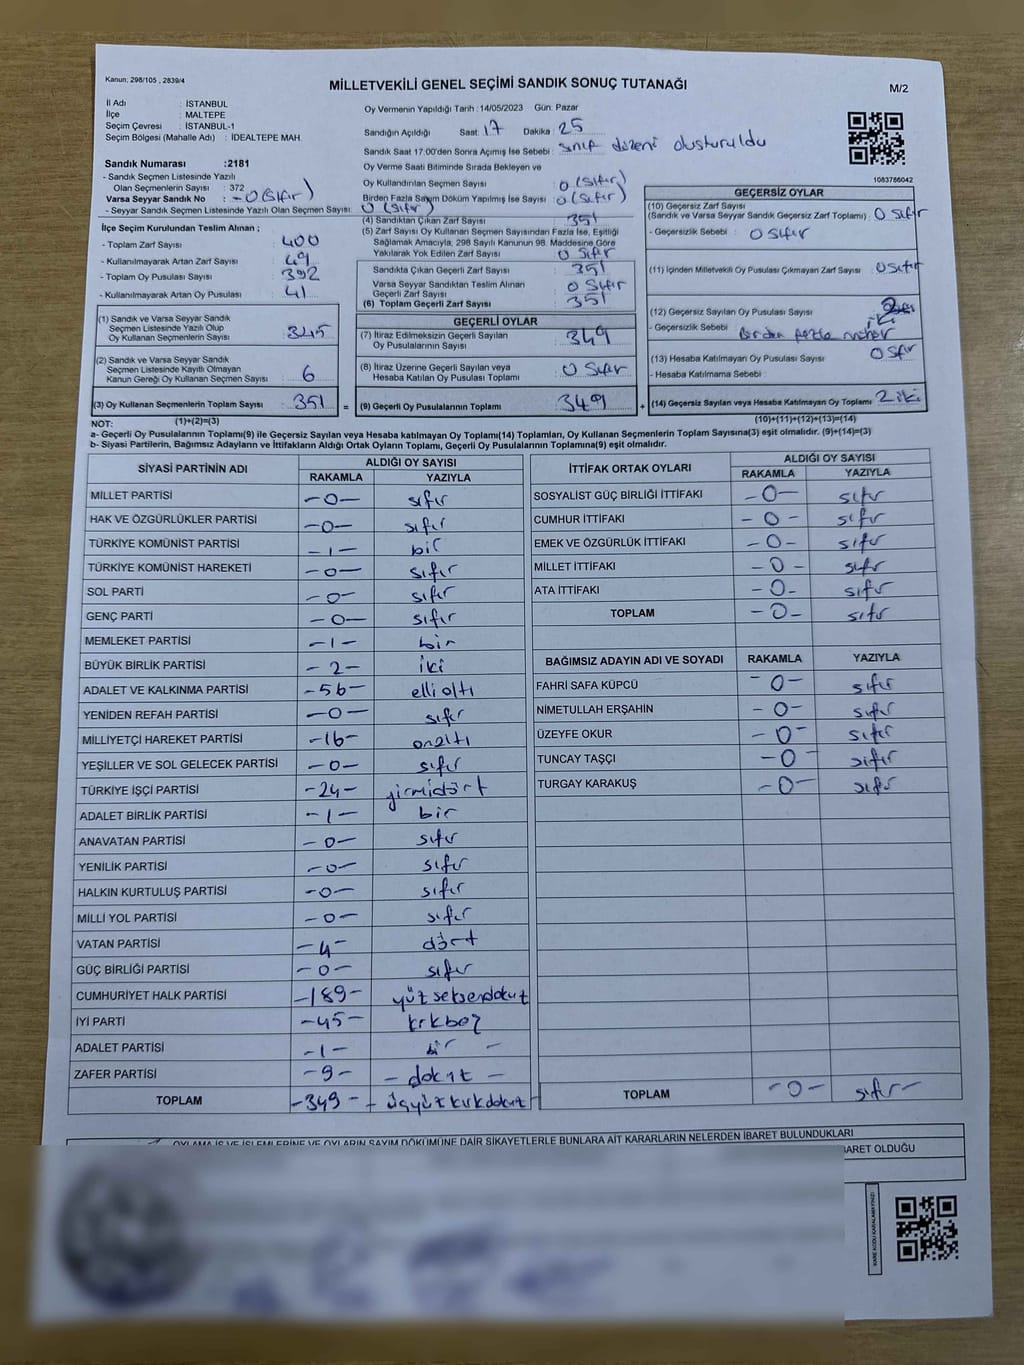 Kanun: 298/105 , 2839/4
MİLLETVEKİLİ GENEL SEÇİMİ SANDIK SONUÇ TUTANAĞI
M/2
İl Adı : İSTANBUL
İlçe : MALTEPE
Seçim Çevresi : İSTANBUL-1
Seçim Bölgesi (Mahalle Adı) : İDEALTEPE MAH.
Sandık Numarası :2181
- Sandık Seçmen Listesinde Yazılı
Olan Seçmenlerin Sayısı : 372
Varsa Seyyar Sandık No : -0 (sıfır)
- Seyyar Sandık Seçmen Listesinde Yazılı Olan Seçmen Sayısı: 0 (sıfır)
Oy Vermenin Yapıldığı Tarih : 14/05/2023 Gün: Pazar
Sandığın Açıldığı Saat: 17 Dakika : 25
Sandık Saat 17:00'den Sonra Açımış İse Sebebi : sınıf düzeni oluşturuldu
Oy Verme Saati Bitiminde Sırada Bekleyen ve
Oy Kullandırılan Seçmen Sayısı : 0 (sıfır)
Birden Fazla Sayım Döküm Yapılmış İse Sayısı : 0 (sıfır)
1083786042
İlçe Seçim Kurulundan Teslim Alınan ;
- Toplam Zarf Sayısı : 400
- Kullanılmayarak Artan Zarf Sayısı : 49
- Toplam Oy Pusulası Sayısı : 392
- Kullanılmayarak Artan Oy Pusulası : 41
(1) Sandık ve Varsa Seyyar Sandık
Seçmen Listesinde Yazılı Olup
Oy Kullanan Seçmenlerin Sayısı : 345
(2) Sandık ve Varsa Seyyar Sandık
Seçmen Listesinde Kayıtlı Olmayan
Kanun Gereği Oy Kullanan Seçmen Sayısı : 6
(3) Oy Kullanan Seçmenlerin Toplam Sayısı : 351
(1)+(2)=(3)
(4) Sandıktan Çıkan Zarf Sayısı : 351
(5) Zarf Sayısı Oy Kullanan Seçmen Sayısından Fazla İse, Eşitliği
Sağlamak Amacıyla, 298 Sayılı Kanunun 98. Maddesine Göre
Yakılarak Yok Edilen Zarf Sayısı : 0 sıfır
Sandıkta Çıkan Geçerli Zarf Sayısı : 351
Varsa Seyyar Sandıktan Teslim Alınan
Geçerli Zarf Sayısı : 0 sıfır
(6) Toplam Geçerli Zarf Sayısı : 351
GEÇERLİ OYLAR
(7) İtiraz Edilmeksizin Geçerli Sayılan
Oy Pusulalarının Sayısı : 349
(8) İtiraz Üzerine Geçerli Sayılan veya
Hesaba Katılan Oy Pusulası Toplamı : 0 sıfır
= (9) Geçerli Oy Pusulalarının Toplamı : 349 +
GEÇERSİZ OYLAR
(10) Geçersiz Zarf Sayısı
(Sandık ve Varsa Seyyar Sandık Geçersiz Zarf Toplamı) : 0 sıfır
- Geçersizlik Sebebi : 0 sıfır
(11) İçinden Milletvekili Oy Pusulası Çıkmayan Zarf Sayısı : 0 sıfır
(12) Geçersiz Sayılan Oy Pusulası Sayısı : 2 iki
- Geçersizlik Sebebi : Birden fazla mühür
(13) Hesaba Katılmayan Oy Pusulası Sayısı : 0 sıfır
- Hesaba Katılmama Sebebi :
(14) Geçersiz Sayılan veya Hesaba Katılmayan Oy Toplamı : 2 iki
(10)+(11)+(12)+(13)=(14)
NOT:
a- Geçerli Oy Pusulaları Toplamı(9) ile Geçersiz Sayılan veya Hesaba katılmayan Oy Toplamı(14) Toplamları, Oy Kullanan Seçmenlerin Toplam Sayısına(3) eşit olmalıdır. (9)+(14)=(3)
b- Siyasi Partilerin, Bağımsız Adayların ve İttifakların Aldığı Ortak Oyların Toplamı, Geçerli Oy Pusulalarının Toplamına(9) eşit olmalıdır.
SİYASİ PARTİNİN ADI ALDIĞI OY SAYISI
RAKAMLA YAZIYLA
MİLLET PARTİSİ -0- sıfır
HAK VE ÖZGÜRLÜKLER PARTİSİ -0- sıfır
TÜRKİYE KOMÜNİST PARTİSİ -1- bir
TÜRKİYE KOMÜNİST HAREKETİ -0- sıfır
SOL PARTİ -0- sıfır
GENÇ PARTİ -0- sıfır
MEMLEKET PARTİSİ -1- bir
BÜYÜK BİRLİK PARTİSİ -2- iki
ADALET VE KALKINMA PARTİSİ -56- elli altı
YENİDEN REFAH PARTİSİ -0- sıfır
MİLLİYETÇİ HAREKET PARTİSİ -16- onaltı
YEŞİLLER VE SOL GELECEK PARTİSİ -0- sıfır
TÜRKİYE İŞÇİ PARTİSİ -24- yirmidört
ADALET BİRLİK PARTİSİ -1- bir
ANAVATAN PARTİSİ -0- sıfır
YENİLİK PARTİSİ -0- sıfır
HALKIN KURTULUŞ PARTİSİ -0- sıfır
MİLLİ YOL PARTİSİ -0- sıfır
VATAN PARTİSİ -4- dört
GÜÇ BİRLİĞİ PARTİSİ -0- sıfır
CUMHURİYET HALK PARTİSİ -189- yüz seksendokuz
İYİ PARTİ -45- kırkbeş
ADALET PARTİSİ -1- bir -
ZAFER PARTİSİ -9- - dokuz -
TOPLAM -349- - üçyüzkırkdokuz -
İTTİFAK ORTAK OYLARI ALDIĞI OY SAYISI
RAKAMLA YAZIYLA
SOSYALİST GÜÇ BİRLİĞİ İTTİFAKI -0- sıfır
CUMHUR İTTİFAKI -0- sıfır
EMEK VE ÖZGÜRLÜK İTTİFAKI -0- sıfır
MİLLET İTTİFAKI -0- sıfır
ATA İTTİFAKI -0- sıfır
TOPLAM -0- sıfır
BAĞIMSIZ ADAYIN ADI VE SOYADI RAKAMLA YAZIYLA
FAHRİ SAFA KÜPCÜ -0- sıfır
NİMETULLAH ERŞAHİN -0- sıfır
ÜZEYFE OKUR -0- sıfır
TUNCAY TAŞÇI -0- sıfır
TURGAY KARAKUŞ -0- sıfır
TOPLAM -0- sıfır-
OYLAMA İŞ VE İŞLEMLERİNE VE OYLARIN SAYIM DÖKÜMÜNE DAİR ŞİKAYETLERLE BUNLARA AİT KARARLARIN NELERDEN İBARET BULUNDUKLARI
İBARET OLDUĞU